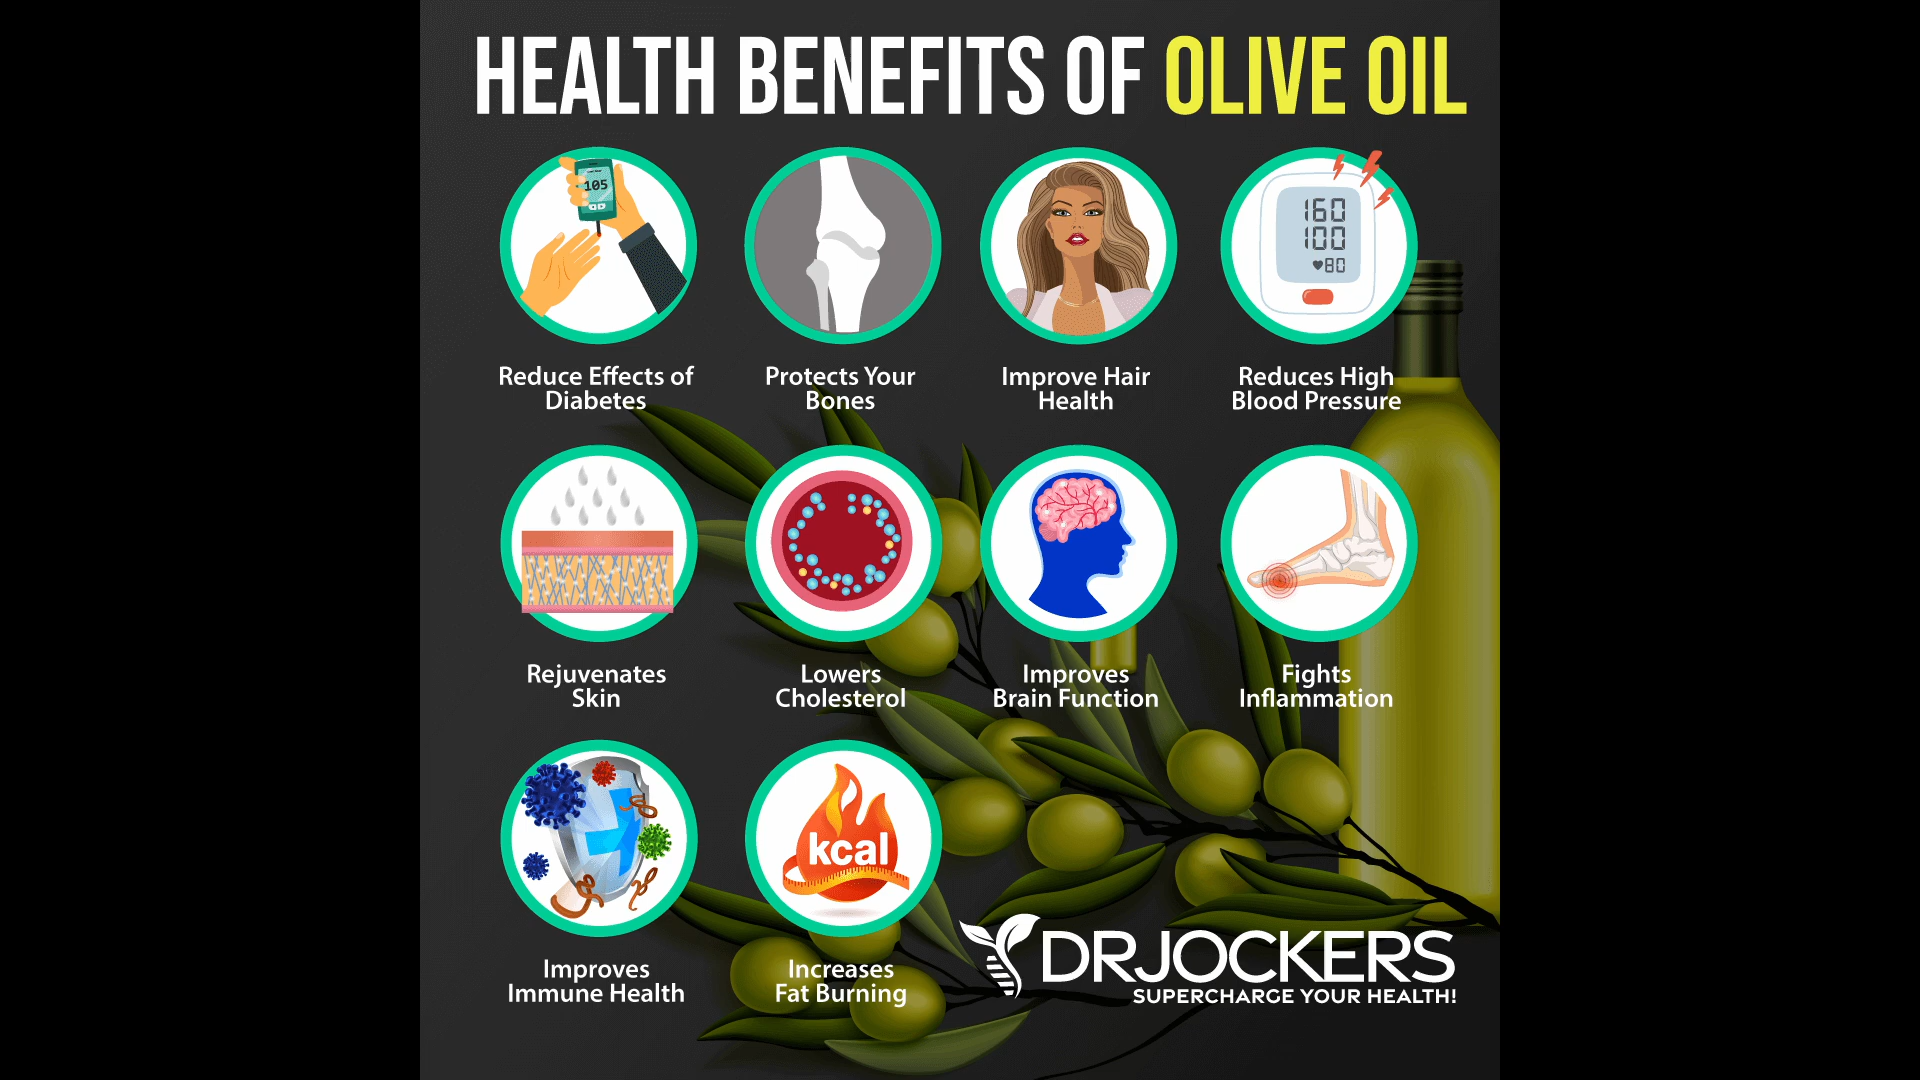 HEALTH BENEFITS OF OLIVE OIL
105
160
100
80
Reduce Effects of
Diabetes
Protects Your
Bones
Improve Hair
Health
Reduces High
Blood Pressure
Rejuvenates
Skin
Lowers
Cholesterol
Improves
Brain Function
Fights
Inflammation
kcal
Improves
Immune Health
Increases
Fat Burning
DRJOCKERS
SUPERCHARGE YOUR HEALTH!